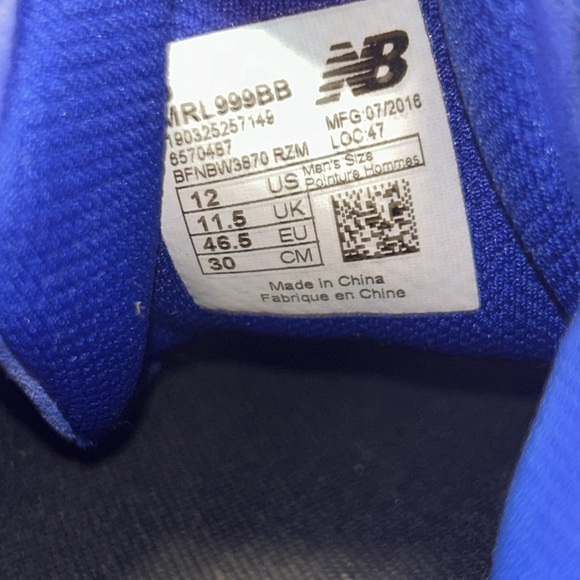 MRL999BB
NB
190325257149
MFG:07/2016
6570487
LOC:47
BFNBW3870 RZM
Men's Size
Pointure Hommes
12 US
11.5 UK
46.5 EU
30 CM
Made in China
Fabrique en Chine